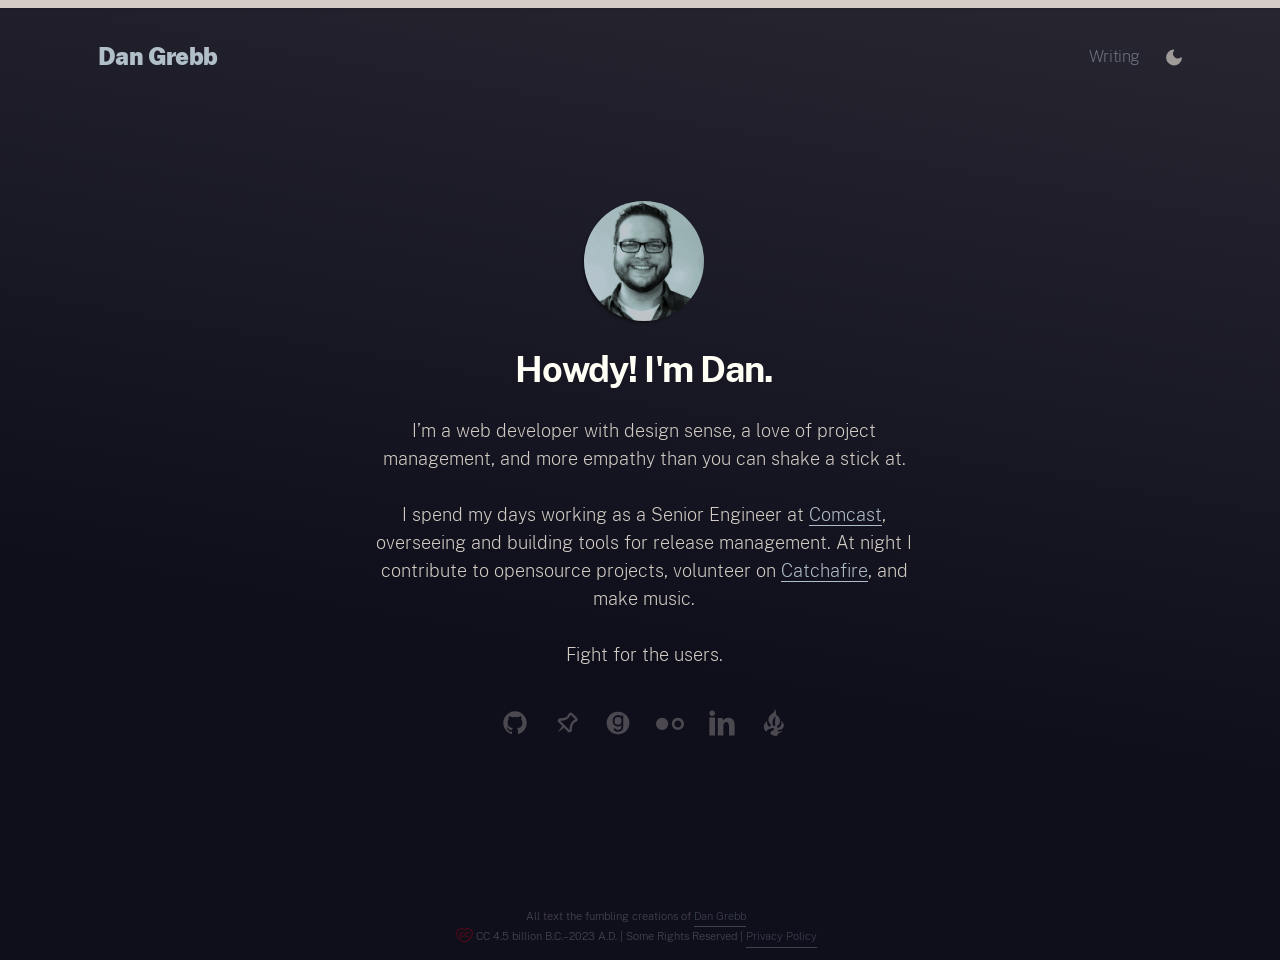 Dan Grebb
Writing
Howdy! I'm Dan.
I’m a web developer with design sense, a love of project
management, and more empathy than you can shake a stick at.
I spend my days working as a Senior Engineer at Comcast,
overseeing and building tools for release management. At night I
contribute to opensource projects, volunteer on Catchafire, and
make music.
Fight for the users.
All text the fumbling creations of Dan Grebb
CC 4.5 billion B.C.–2023 A.D. | Some Rights Reserved | Privacy Policy